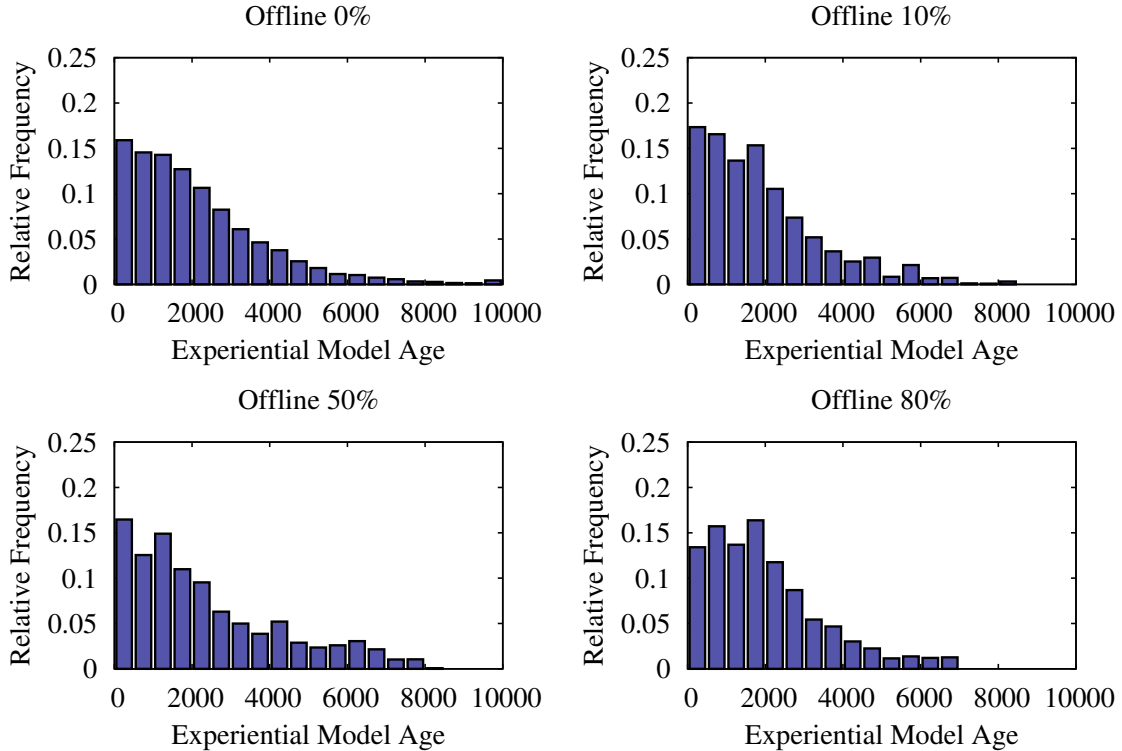 Offline 0%
Relative Frequency
0.25
0.2
0.15
0.1
0.05
0
0 2000 4000 6000 8000 10000
Experiential Model Age
Offline 10%
Relative Frequency
0.25
0.2
0.15
0.1
0.05
0
0 2000 4000 6000 8000 10000
Experiential Model Age
Offline 50%
Relative Frequency
0.25
0.2
0.15
0.1
0.05
0
0 2000 4000 6000 8000 10000
Experiential Model Age
Offline 80%
Relative Frequency
0.25
0.2
0.15
0.1
0.05
0
0 2000 4000 6000 8000 10000
Experiential Model Age